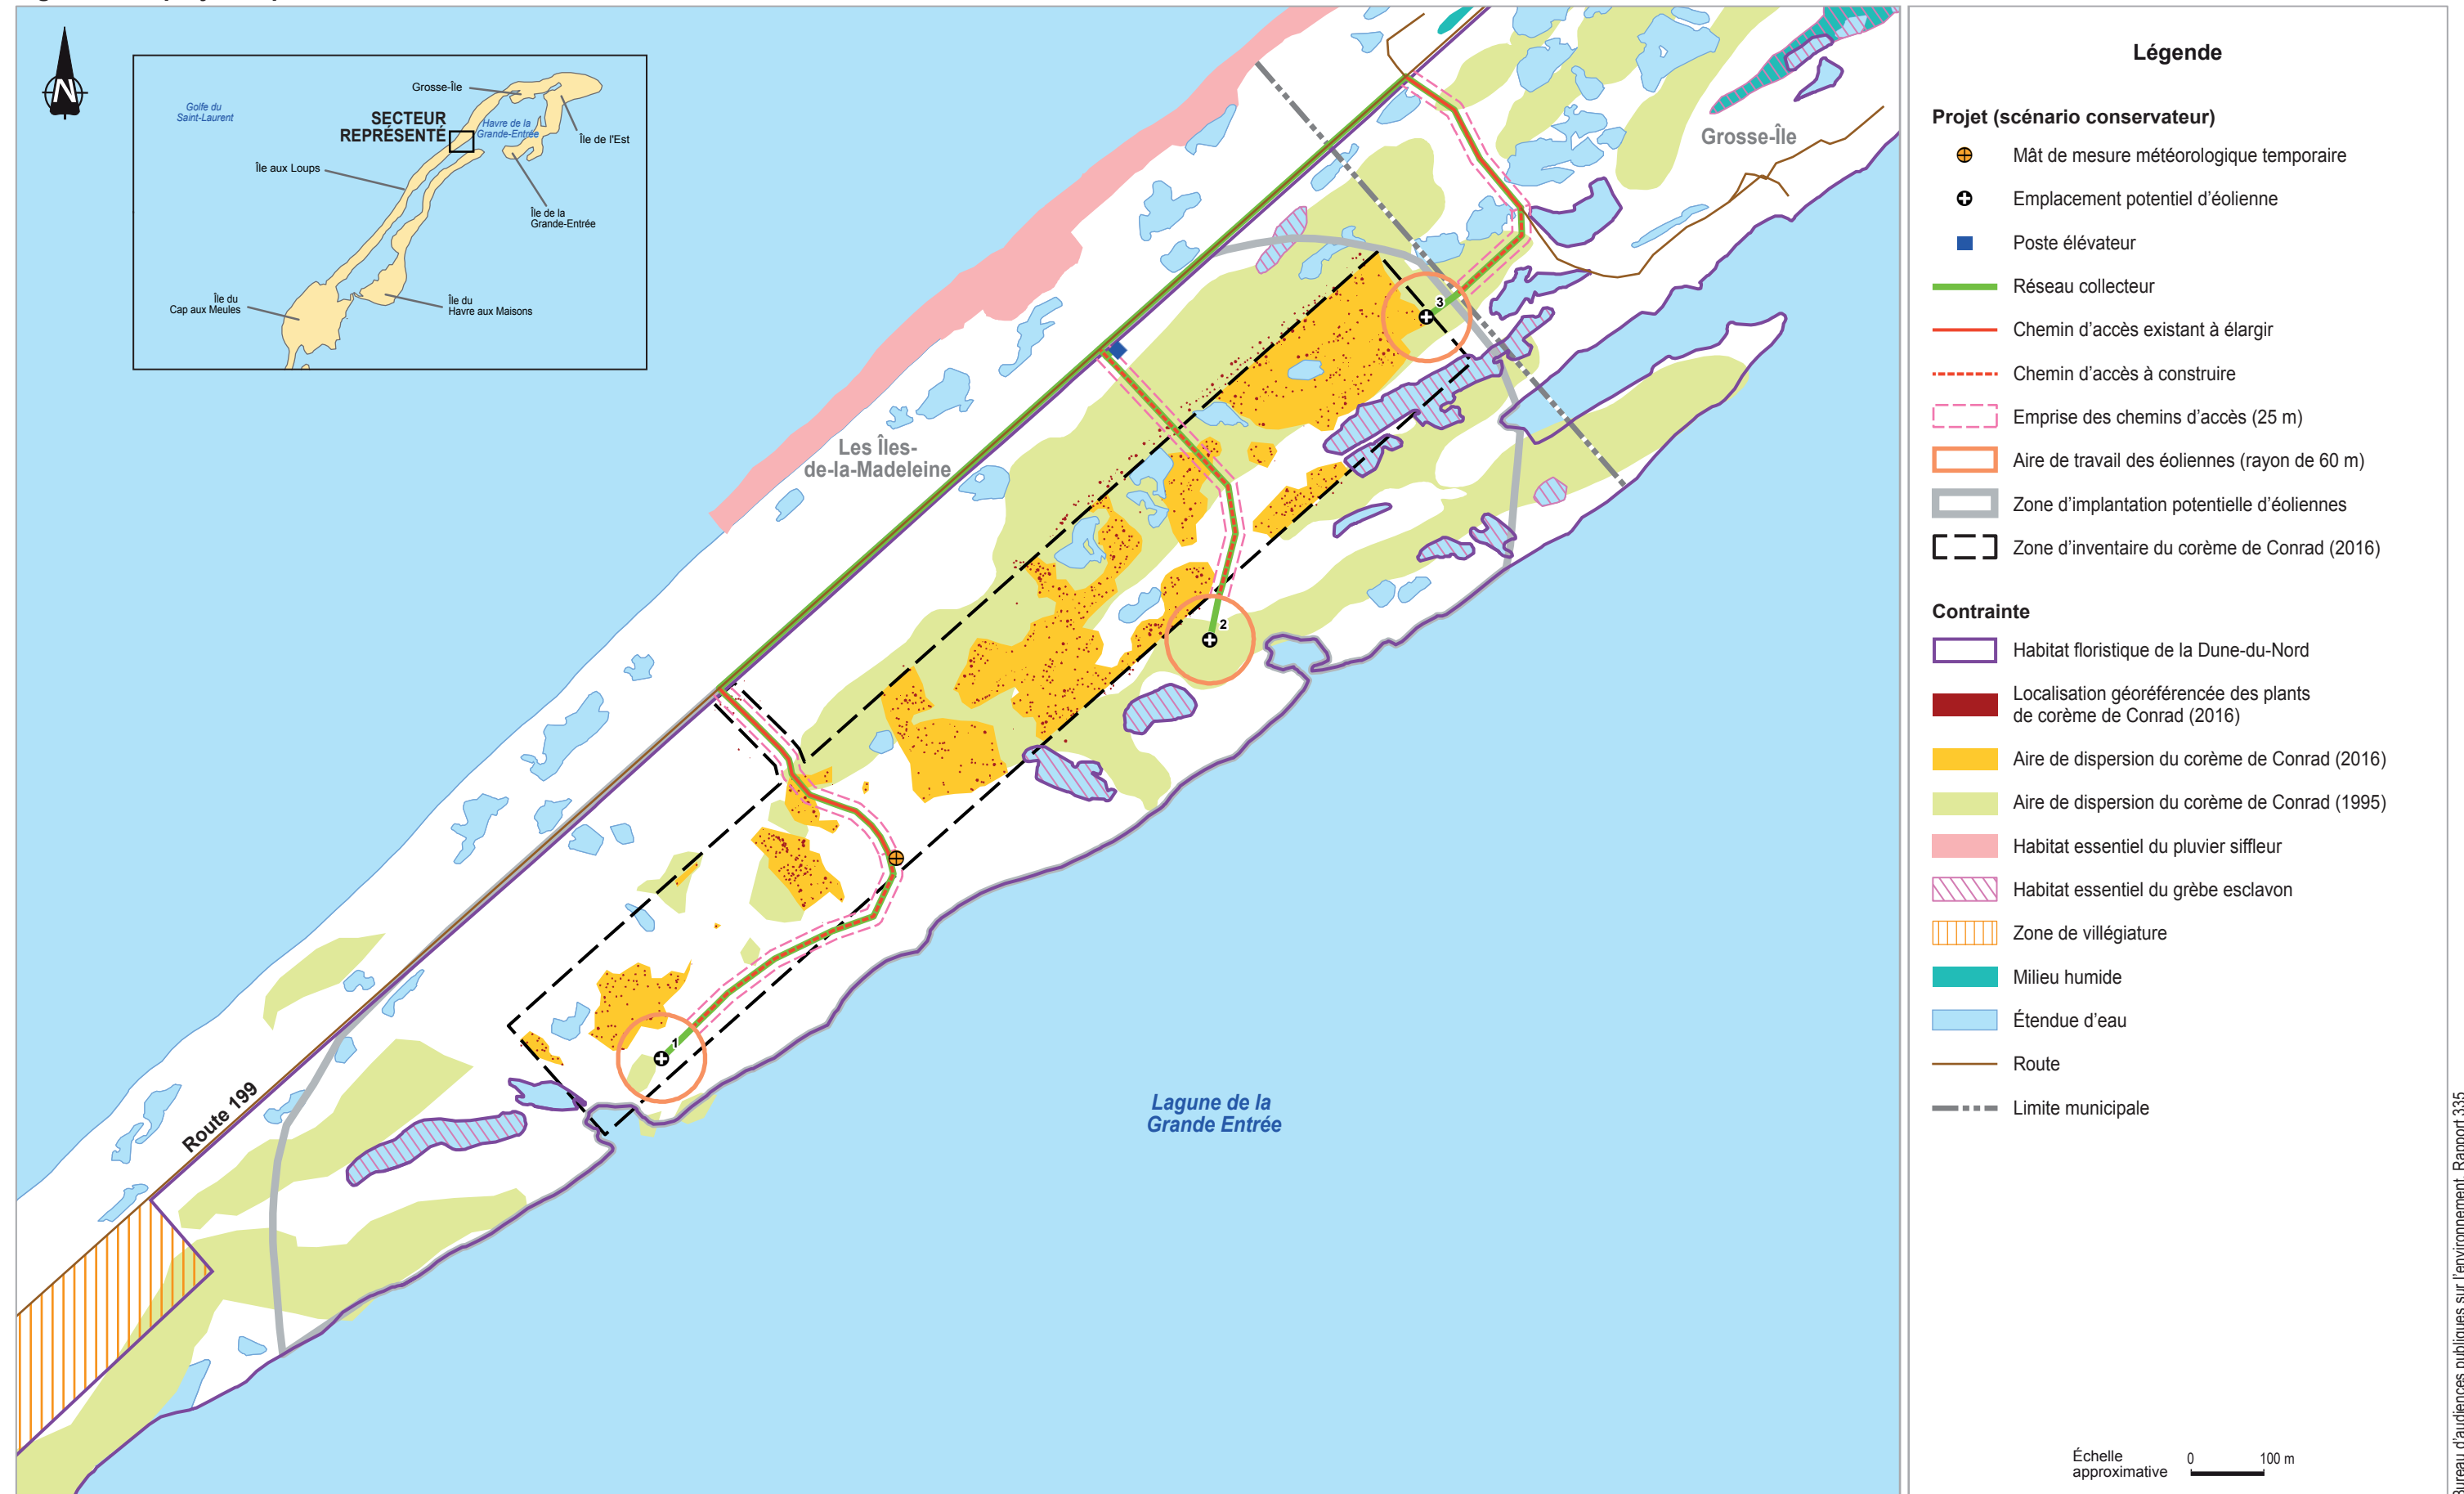 N
Golfe du
Saint-Laurent
SECTEUR
REPRÉSENTÉ
Grosse-Île
Havre de la
Grande-Entrée
Île de l'Est
Île aux Loups
Île de la
Grande-Entrée
Île du
Cap aux Meules
Île du
Havre aux Maisons
Grosse-Île
Les Îles-
de-la-Madeleine
3
2
1
Route 199
Lagune de la
Grande Entrée
Légende
Projet (scénario conservateur)
Mât de mesure météorologique temporaire
Emplacement potentiel d'éolienne
Poste élévateur
Réseau collecteur
Chemin d'accès existant à élargir
Chemin d'accès à construire
Emprise des chemins d'accès (25 m)
Aire de travail des éoliennes (rayon de 60 m)
Zone d'implantation potentielle d'éoliennes
Zone d'inventaire du corème de Conrad (2016)
Contrainte
Habitat floristique de la Dune-du-Nord
Localisation géoréférencée des plants
de corème de Conrad (2016)
Aire de dispersion du corème de Conrad (2016)
Aire de dispersion du corème de Conrad (1995)
Habitat essentiel du pluvier siffleur
Habitat essentiel du grèbe esclavon
Zone de villégiature
Milieu humide
Étendue d'eau
Route
Limite municipale
Échelle
approximative
0 100 m
Bureau d'audiences publiques sur l'environnement, Rapport 335